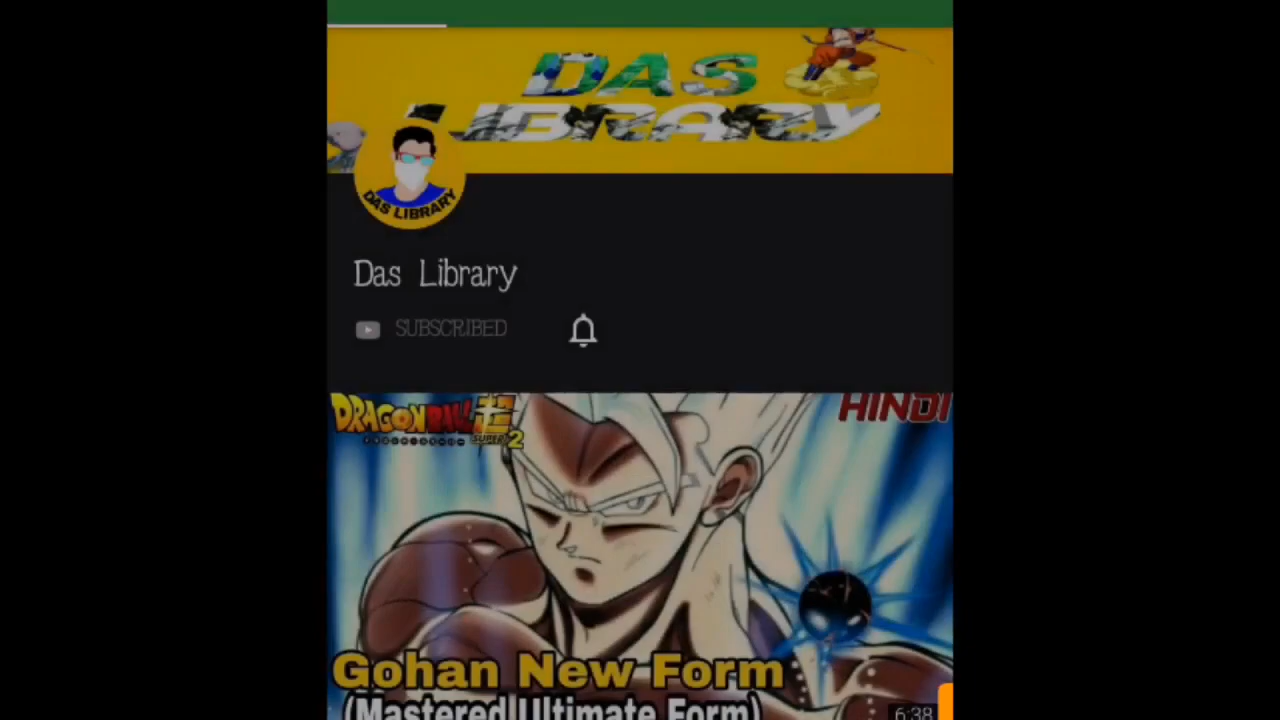 DAS
LIBRARY
DAS LIBRARY
Das Library
SUBSCRIBED
DRAGON BALL 超
SUPER 2
HINDI
Gohan New Form
(Mastered Ultimate Form)
6:38